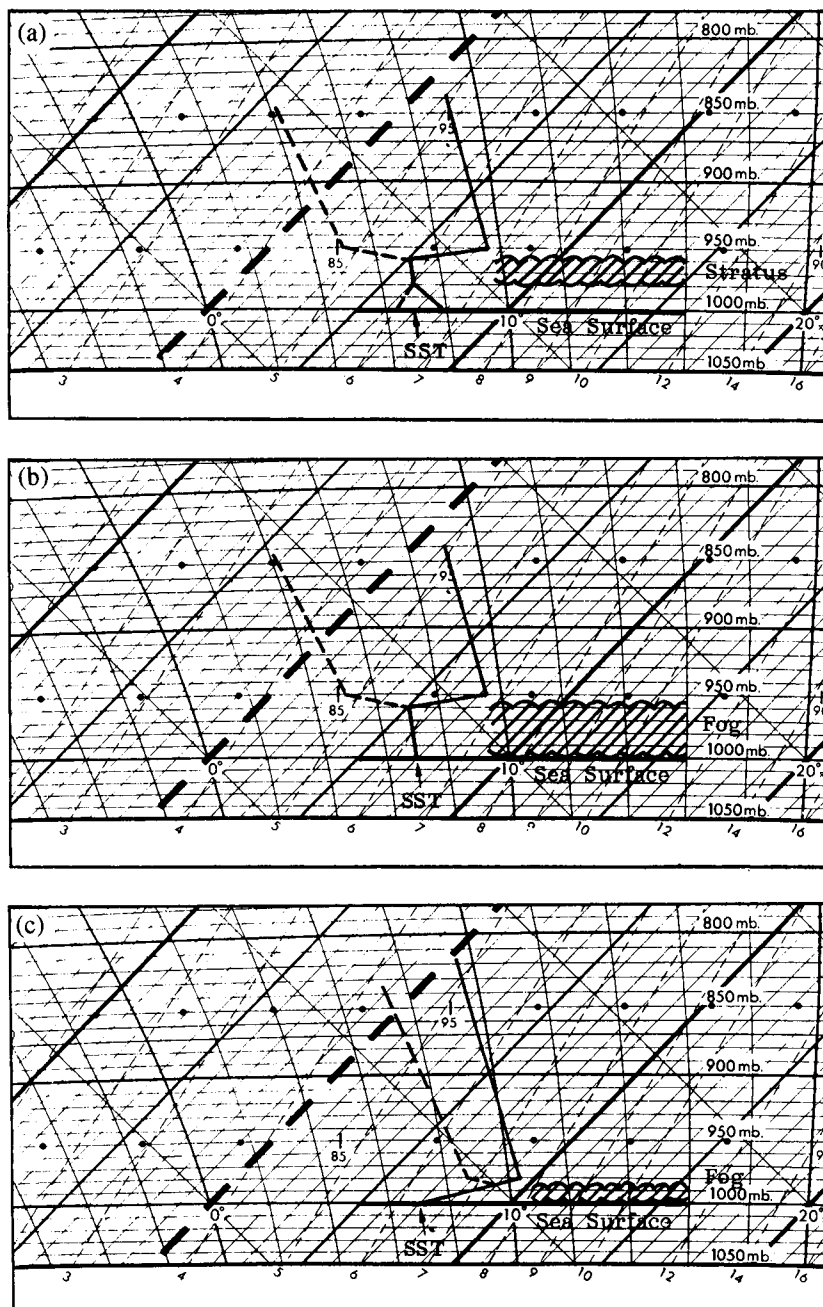 (a)
800 mb.
850 mb.
95
900 mb.
950 mb.
85
Stratus
1000 mb.
0° 10° Sea Surface 20°
SST
1050 mb.
3 4 5 6 7 8 9 10 12 14 16
(b)
800 mb.
850 mb.
95
900 mb.
950 mb.
85
Fog
1000 mb.
0° 10° Sea Surface 20°
SST
1050 mb.
3 4 5 6 7 8 9 10 12 14 16
(c)
800 mb.
850 mb.
95
900 mb.
950 mb.
85
Fog
1000 mb.
0° 10° Sea Surface 20°
SST
1050 mb.
3 4 5 6 7 8 9 10 12 14 16